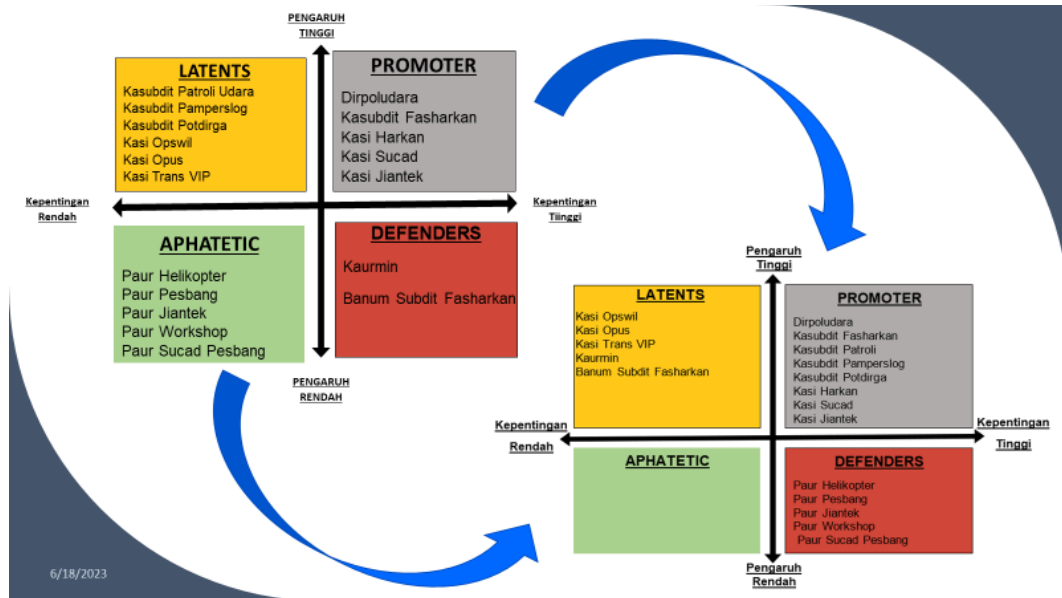 PENGARUH
TINGGI
LATENTS
Kasubdit Patroli Udara
Kasubdit Pamperslog
Kasubdit Potdirga
Kasi Opswil
Kasi Opus
Kasi Trans VIP
PROMOTER
Dirpoludara
Kasubdit Fasharkan
Kasi Harkan
Kasi Sucad
Kasi Jiantek
Kepentingan
Rendah
Kepentingan
Tiinggi
APHATETIC
Paur Helikopter
Paur Pesbang
Paur Jiantek
Paur Workshop
Paur Sucad Pesbang
DEFENDERS
Kaurmin
Banum Subdit Fasharkan
PENGARUH
RENDAH
Pengaruh
Tinggi
LATENTS
Kasi Opswil
Kasi Opus
Kasi Trans VIP
Kaurmin
Banum Subdit Fasharkan
PROMOTER
Dirpoludara
Kasubdit Fasharkan
Kasubdit Patroli
Kasubdit Pamperslog
Kasubdit Potdirga
Kasi Harkan
Kasi Sucad
Kasi Jiantek
Kepentingan
Rendah
Kepentingan
Tinggi
APHATETIC
DEFENDERS
Paur Helikopter
Paur Pesbang
Paur Jiantek
Paur Workshop
Paur Sucad Pesbang
Pengaruh
Rendah
6/18/2023